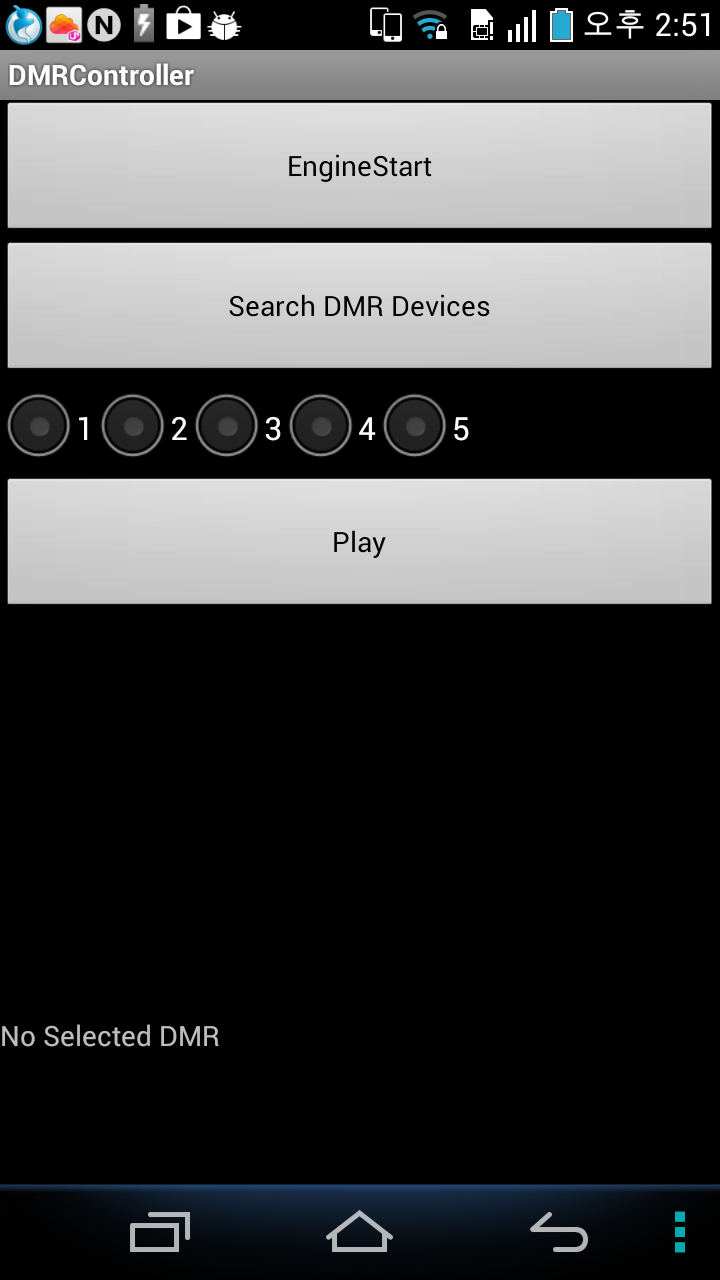 오후 2:51
DMRController
EngineStart
Search DMR Devices
1 2 3 4 5
Play
No Selected DMR